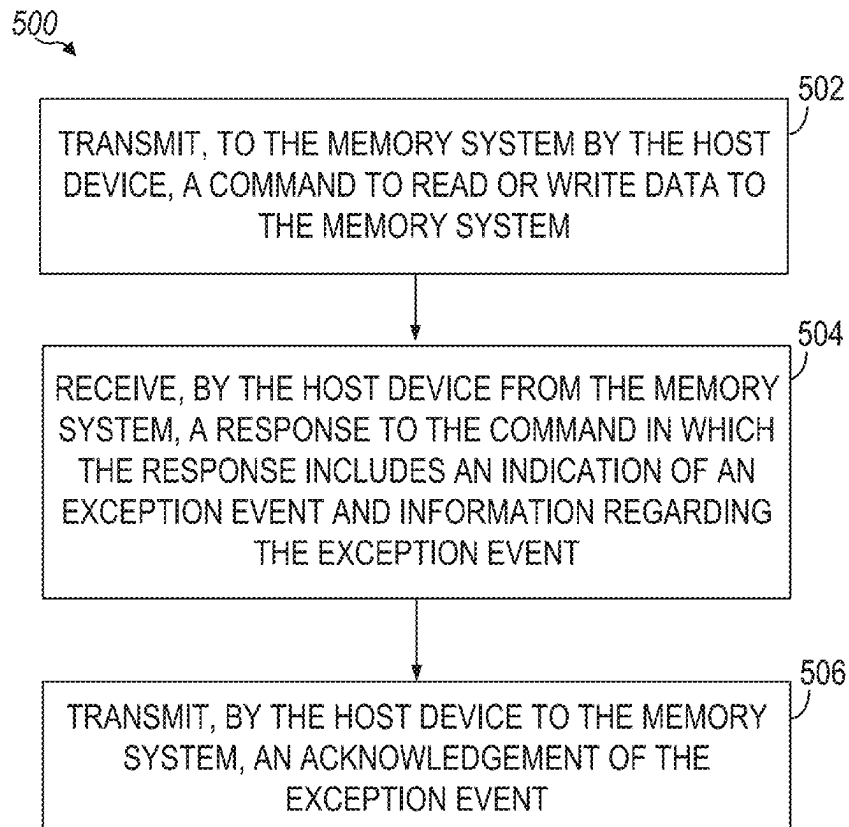 500
502
TRANSMIT, TO THE MEMORY SYSTEM BY THE HOST
DEVICE, A COMMAND TO READ OR WRITE DATA TO
THE MEMORY SYSTEM
504
RECEIVE, BY THE HOST DEVICE FROM THE MEMORY
SYSTEM, A RESPONSE TO THE COMMAND IN WHICH
THE RESPONSE INCLUDES AN INDICATION OF AN
EXCEPTION EVENT AND INFORMATION REGARDING
THE EXCEPTION EVENT
506
TRANSMIT, BY THE HOST DEVICE TO THE MEMORY
SYSTEM, AN ACKNOWLEDGEMENT OF THE
EXCEPTION EVENT